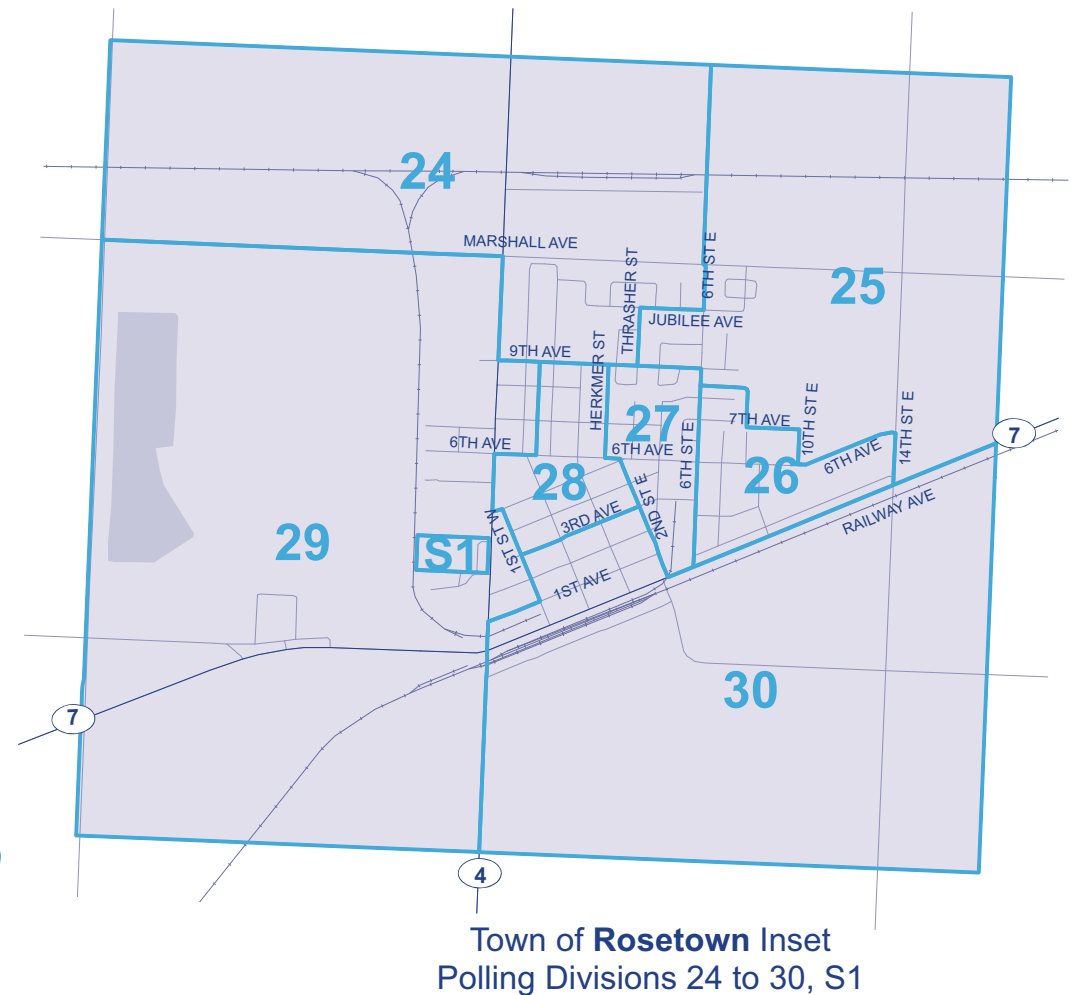 24
MARSHALL AVE
6TH ST E
25
THRASHER ST
JUBILEE AVE
9TH AVE
HERKMER ST
27
7TH AVE
10TH ST E
14TH ST E
7
6TH AVE
6TH AVE
6TH ST E
6TH AVE
26
28
2ND ST E
3RD AVE
1ST ST W
RAILWAY AVE
29
S1
1ST AVE
30
7
4
Town of Rosetown Inset
Polling Divisions 24 to 30, S1